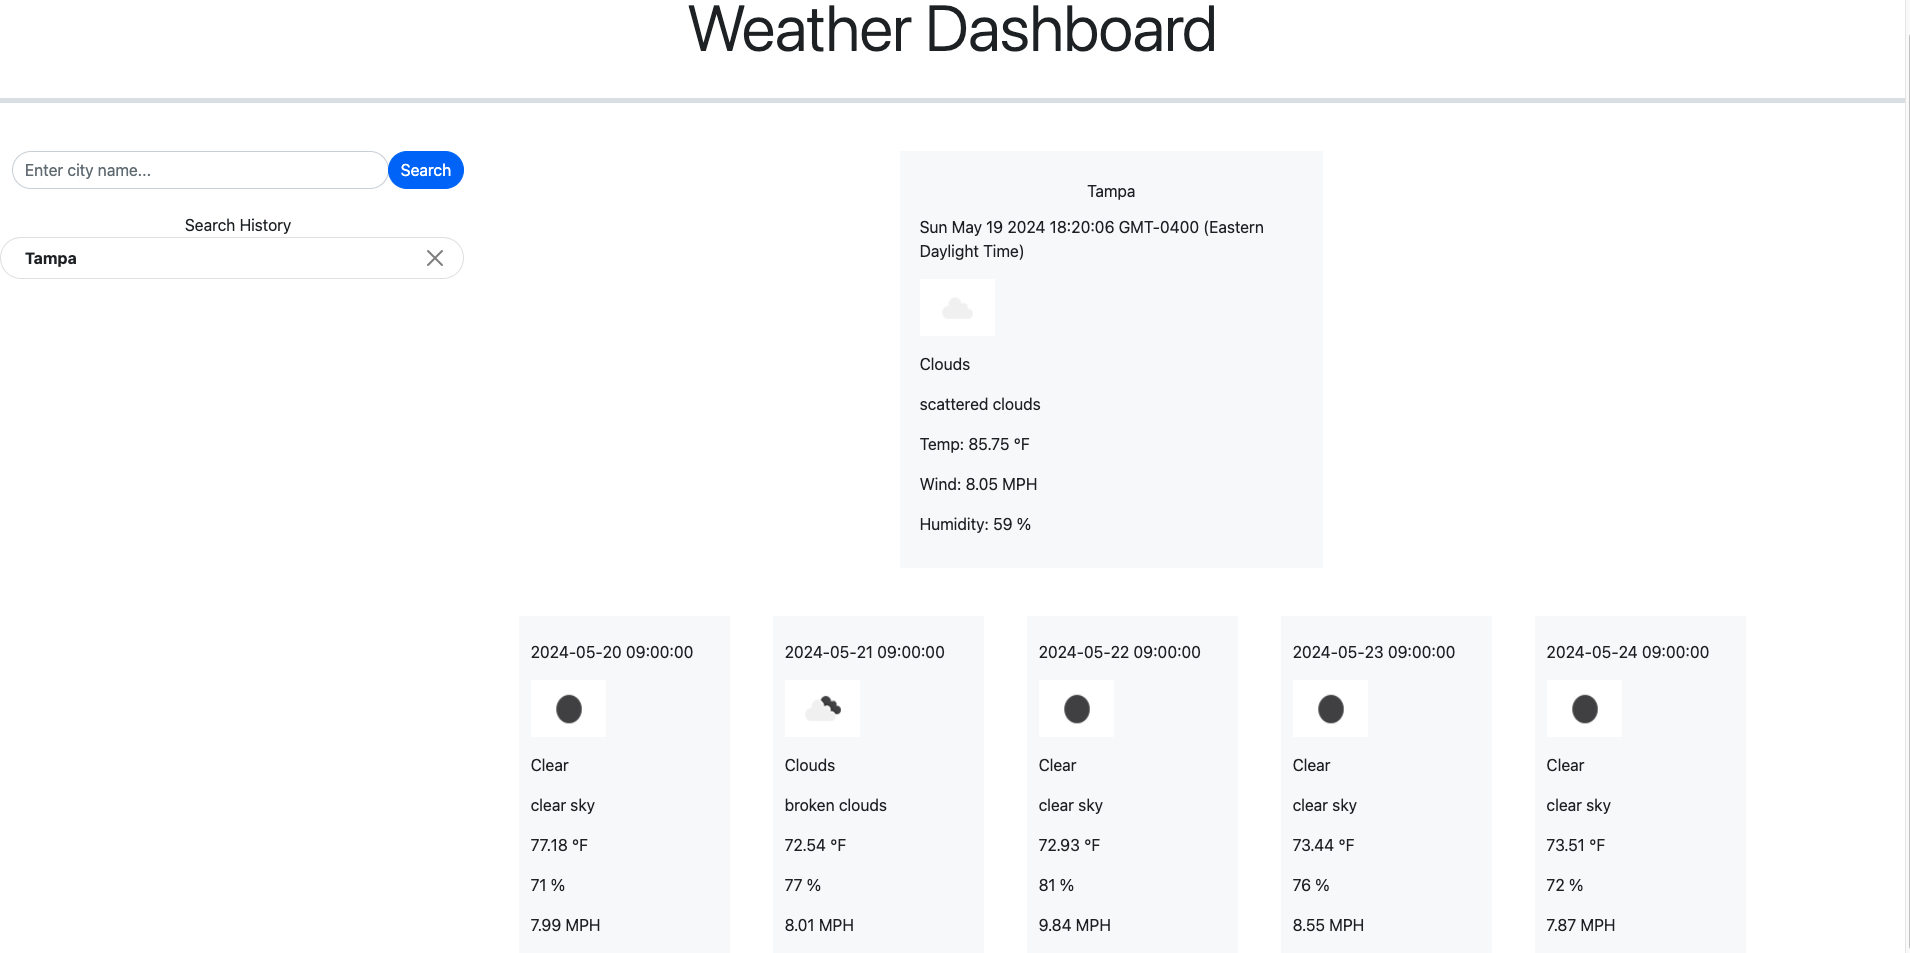 Weather Dashboard
Enter city name...
Search
Search History
Tampa
Tampa
Sun May 19 2024 18:20:06 GMT-0400 (Eastern
Daylight Time)
Clouds
scattered clouds
Temp: 85.75 °F
Wind: 8.05 MPH
Humidity: 59 %
2024-05-20 09:00:00
Clear
clear sky
77.18 °F
71 %
7.99 MPH
2024-05-21 09:00:00
Clouds
broken clouds
72.54 °F
77 %
8.01 MPH
2024-05-22 09:00:00
Clear
clear sky
72.93 °F
81 %
9.84 MPH
2024-05-23 09:00:00
Clear
clear sky
73.44 °F
76 %
8.55 MPH
2024-05-24 09:00:00
Clear
clear sky
73.51 °F
72 %
7.87 MPH